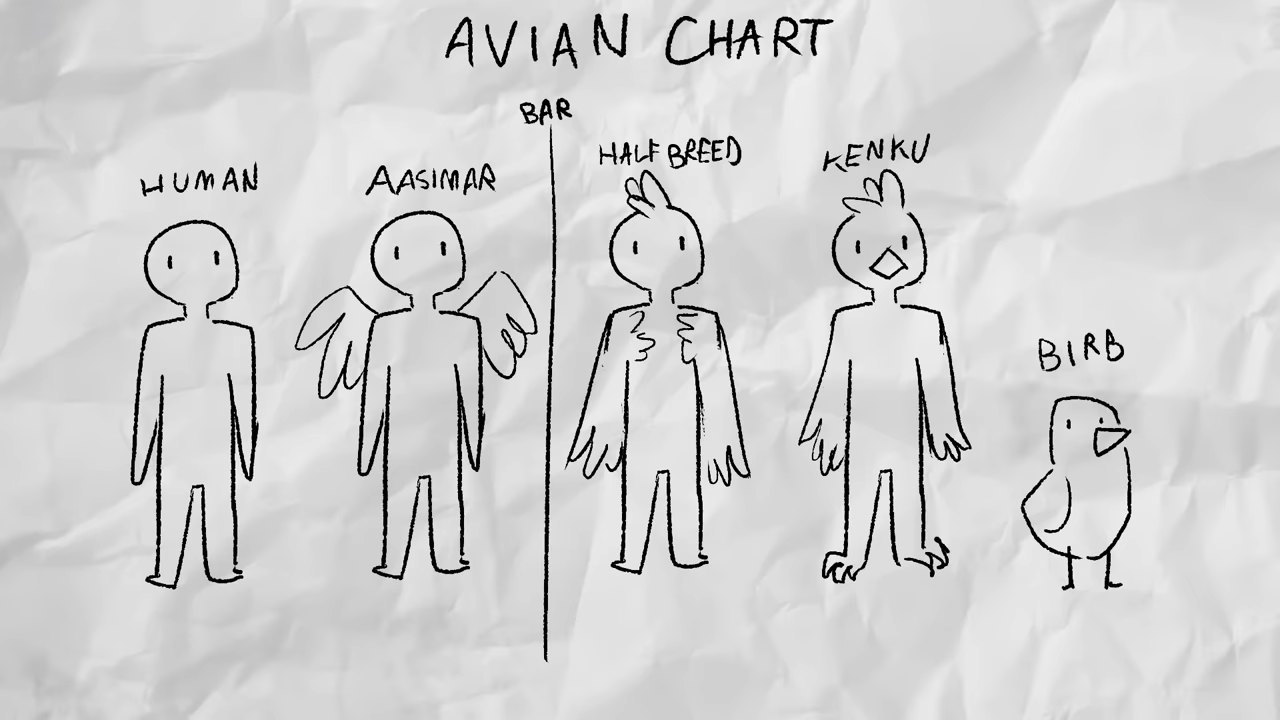 AVIAN CHART
BAR
HUMAN
AASIMAR
HALF BREED
KENKU
BIRB